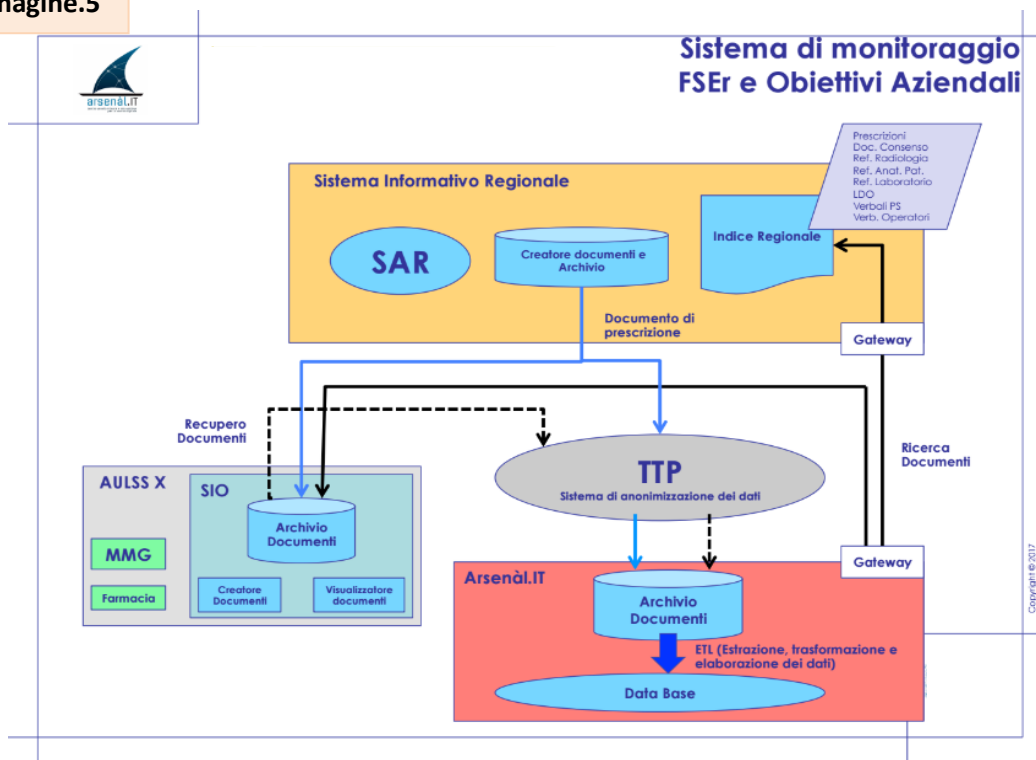 magine.5
Sistema di monitoraggio
FSEr e Obiettivi Aziendali
arsenàl.IT
Prescrizioni
Doc. Consenso
Ref. Radiologia
Ref. Anat. Pat.
Ref. Laboratorio
LDO
Verbali PS
Verb. Operatori
Sistema Informativo Regionale
SAR
Creatore documenti e
Archivio
Indice Regionale
Documento di
prescrizione
Gateway
Recupero
Documenti
Ricerca
Documenti
TTP
Sistema di anonimizzazione dei dati
AULSS X
SIO
Archivio
Documenti
MMG
Farmacia
Creatore
Documenti
Visualizzatore
documenti
Gateway
Arsenàl.IT
Archivio
Documenti
ETL (Estrazione, trasformazione e
elaborazione dei dati)
Data Base
Copyright © 2017